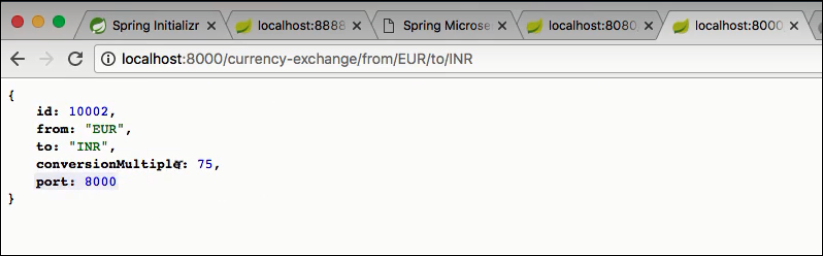 Spring Initializr
localhost:8888
Spring Microse
localhost:8080
localhost:8000
localhost:8000/currency-exchange/from/EUR/to/INR
{
id: 10002,
from: "EUR",
to: "INR",
conversionMultiple: 75,
port: 8000
}